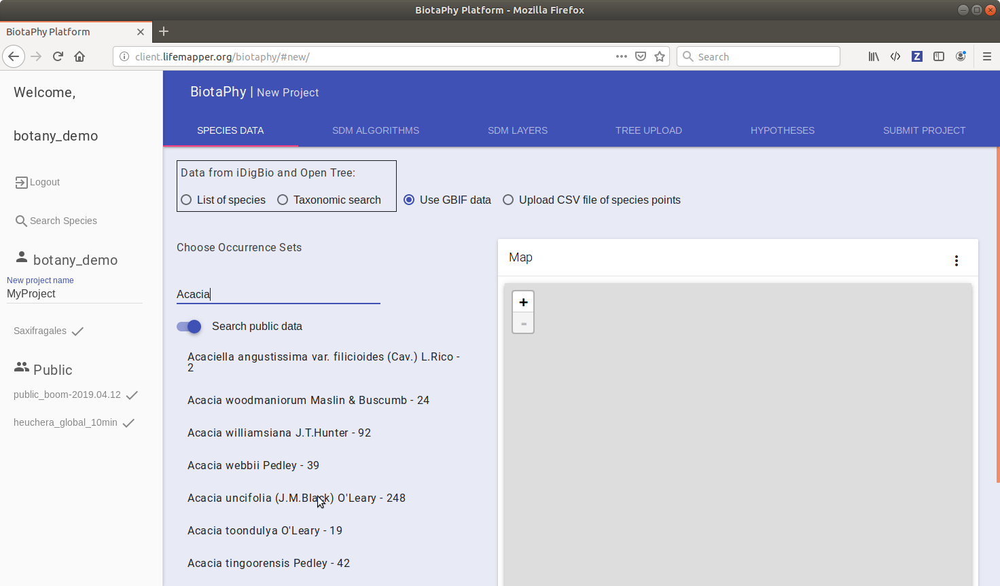 BiotaPhy Platform - Mozilla Firefox
BiotaPhy Platform
client.lifemapper.org/biotaphy/#new/
Search
Z
Welcome,
botany_demo
Logout
Search Species
botany_demo
New project name
MyProject
Saxifragales
Public
public_boom-2019.04.12
heuchera_global_10min
BiotaPhy | New Project
SPECIES DATA
SDM ALGORITHMS
SDM LAYERS
TREE UPLOAD
HYPOTHESES
SUBMIT PROJECT
Data from iDigBio and Open Tree:
List of species
Taxonomic search
Use GBIF data
Upload CSV file of species points
Choose Occurrence Sets
Acacia
Search public data
Acaciella angustissima var. filicioides (Cav.) L.Rico -
2
Acacia woodmaniorum Maslin & Buscumb - 24
Acacia williamsiana J.T.Hunter - 92
Acacia webbii Pedley - 39
Acacia uncifolia (J.M.Black) O'Leary - 248
Acacia toondulya O'Leary - 19
Acacia tingoorensis Pedley - 42
Map
+
-